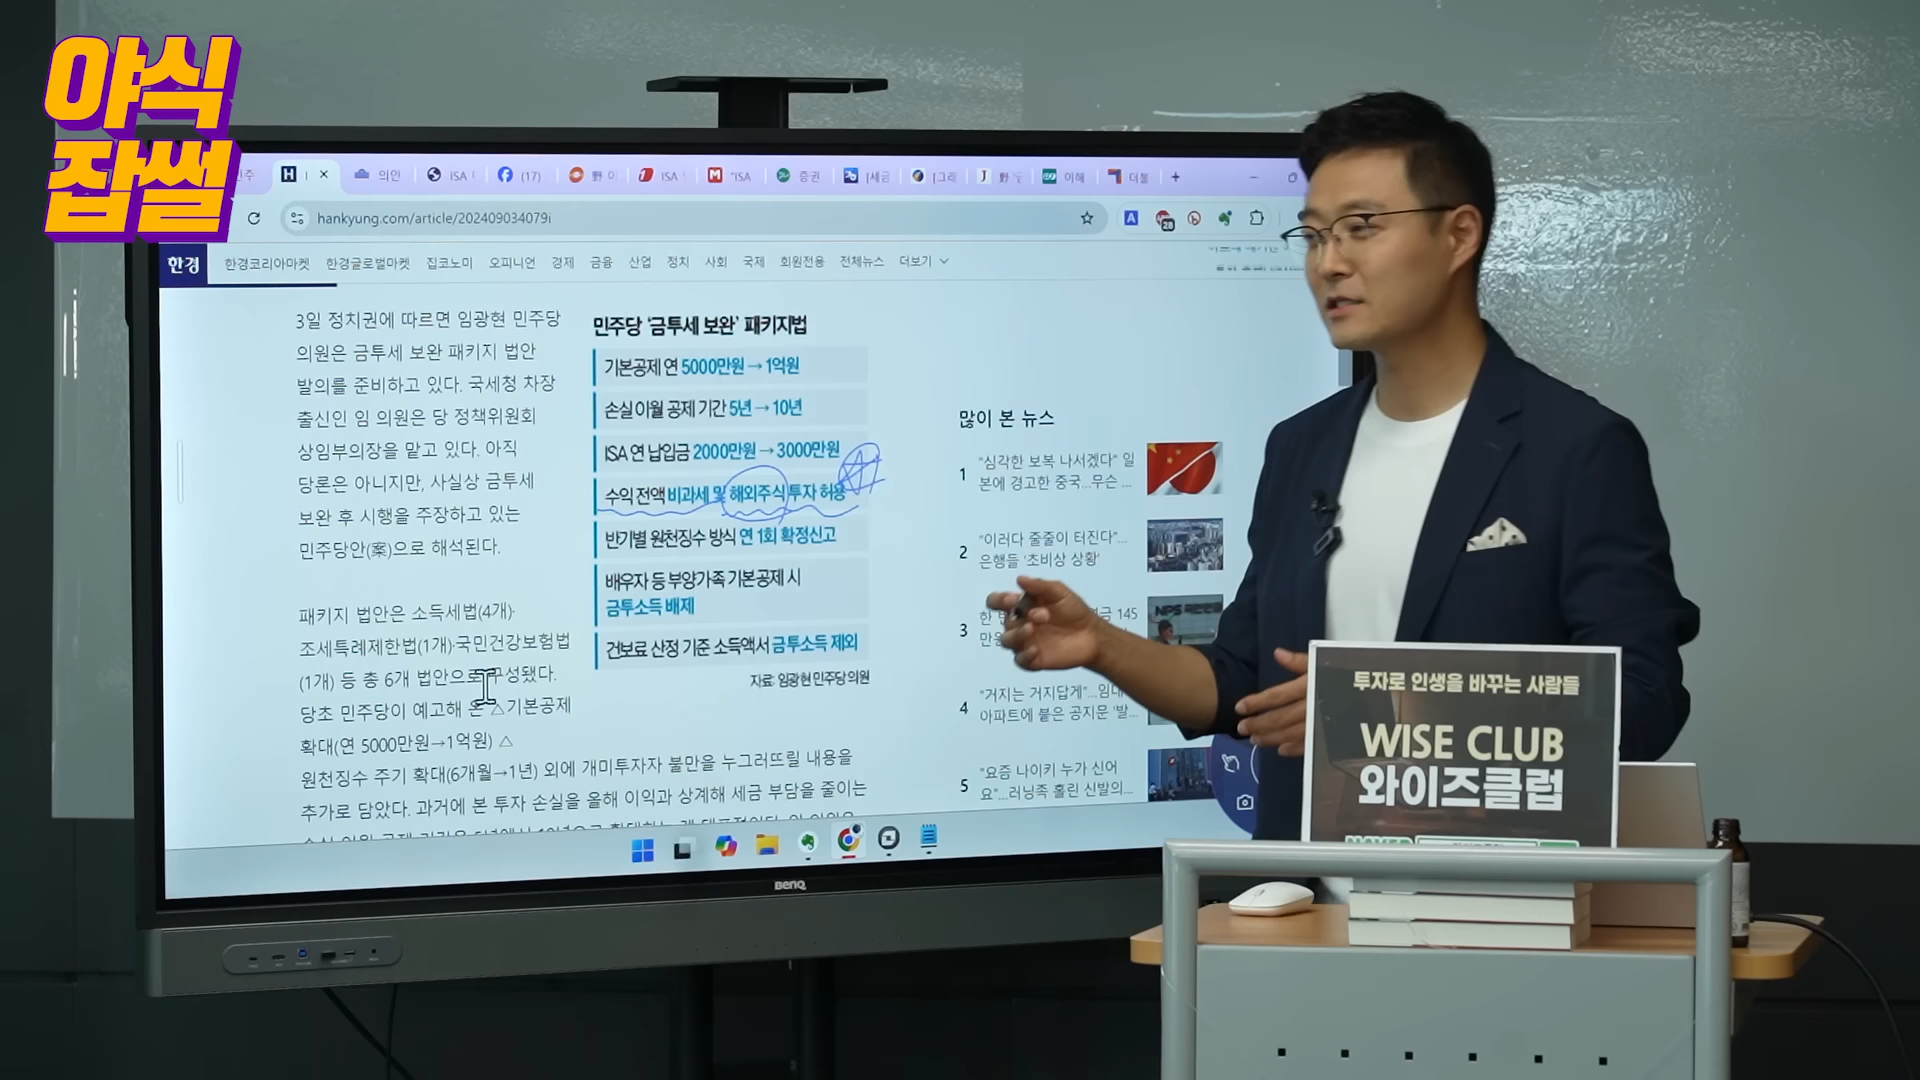 야식
잡썰
의인
ISA
(17)
野
ISA
"ISA
증권
[세금
[그래
野
이해
더불
hankyung.com/article/202409034079i
한경
한경코리아마켓 한경글로벌마켓 집코노미 오피니언 경제 금융 산업 정치 사회 국제 회원전용 전체뉴스 더보기
3일 정치권에 따르면 임광현 민주당
의원은 금투세 보완 패키지 법안
발의를 준비하고 있다. 국세청 차장
출신인 임 의원은 당 정책위원회
상임부의장을 맡고 있다. 아직
당론은 아니지만, 사실상 금투세
보완 후 시행을 주장하고 있는
민주당안(案)으로 해석된다.
패키지 법안은 소득세법(4개)·
조세특례제한법(1개)·국민건강보험법
(1개) 등 총 6개 법안으로 구성됐다.
당초 민주당이 예고해 온 △기본공제
확대(연 5000만원→1억원) △
원천징수 주기 확대(6개월→1년) 외에 개미투자자 불만을 누그러뜨릴 내용을
추가로 담았다. 과거에 본 투자 손실을 올해 이익과 상계해 세금 부담을 줄이는
민주당 '금투세 보완' 패키지법
기본공제 연 5000만원→1억원
손실 이월 공제 기간 5년→10년
ISA 연 납입금 2000만원→3000만원
수익 전액 비과세 및 해외주식 투자 허용
반기별 원천징수 방식 연 1회 확정신고
배우자 등 부양가족 기본공제 시
금투소득 배제
건보료 산정 기준 소득액서 금투소득 제외
자료: 임광현 민주당 의원
많이 본 뉴스
1 "심각한 보복 나서겠다" 일
본에 경고한 중국…무슨 ...
2 "이러다 줄줄이 터진다"...
은행들 '초비상 상황'
3 한 145
만원
4 "거지는 거지답게"...임대
아파트에 붙은 공지문 '발...
5 "요즘 나이키 누가 신어
요"...러닝족 홀린 신발의...
BenQ
투자로 인생을 바꾸는 사람들
WISE CLUB
와이즈클럽